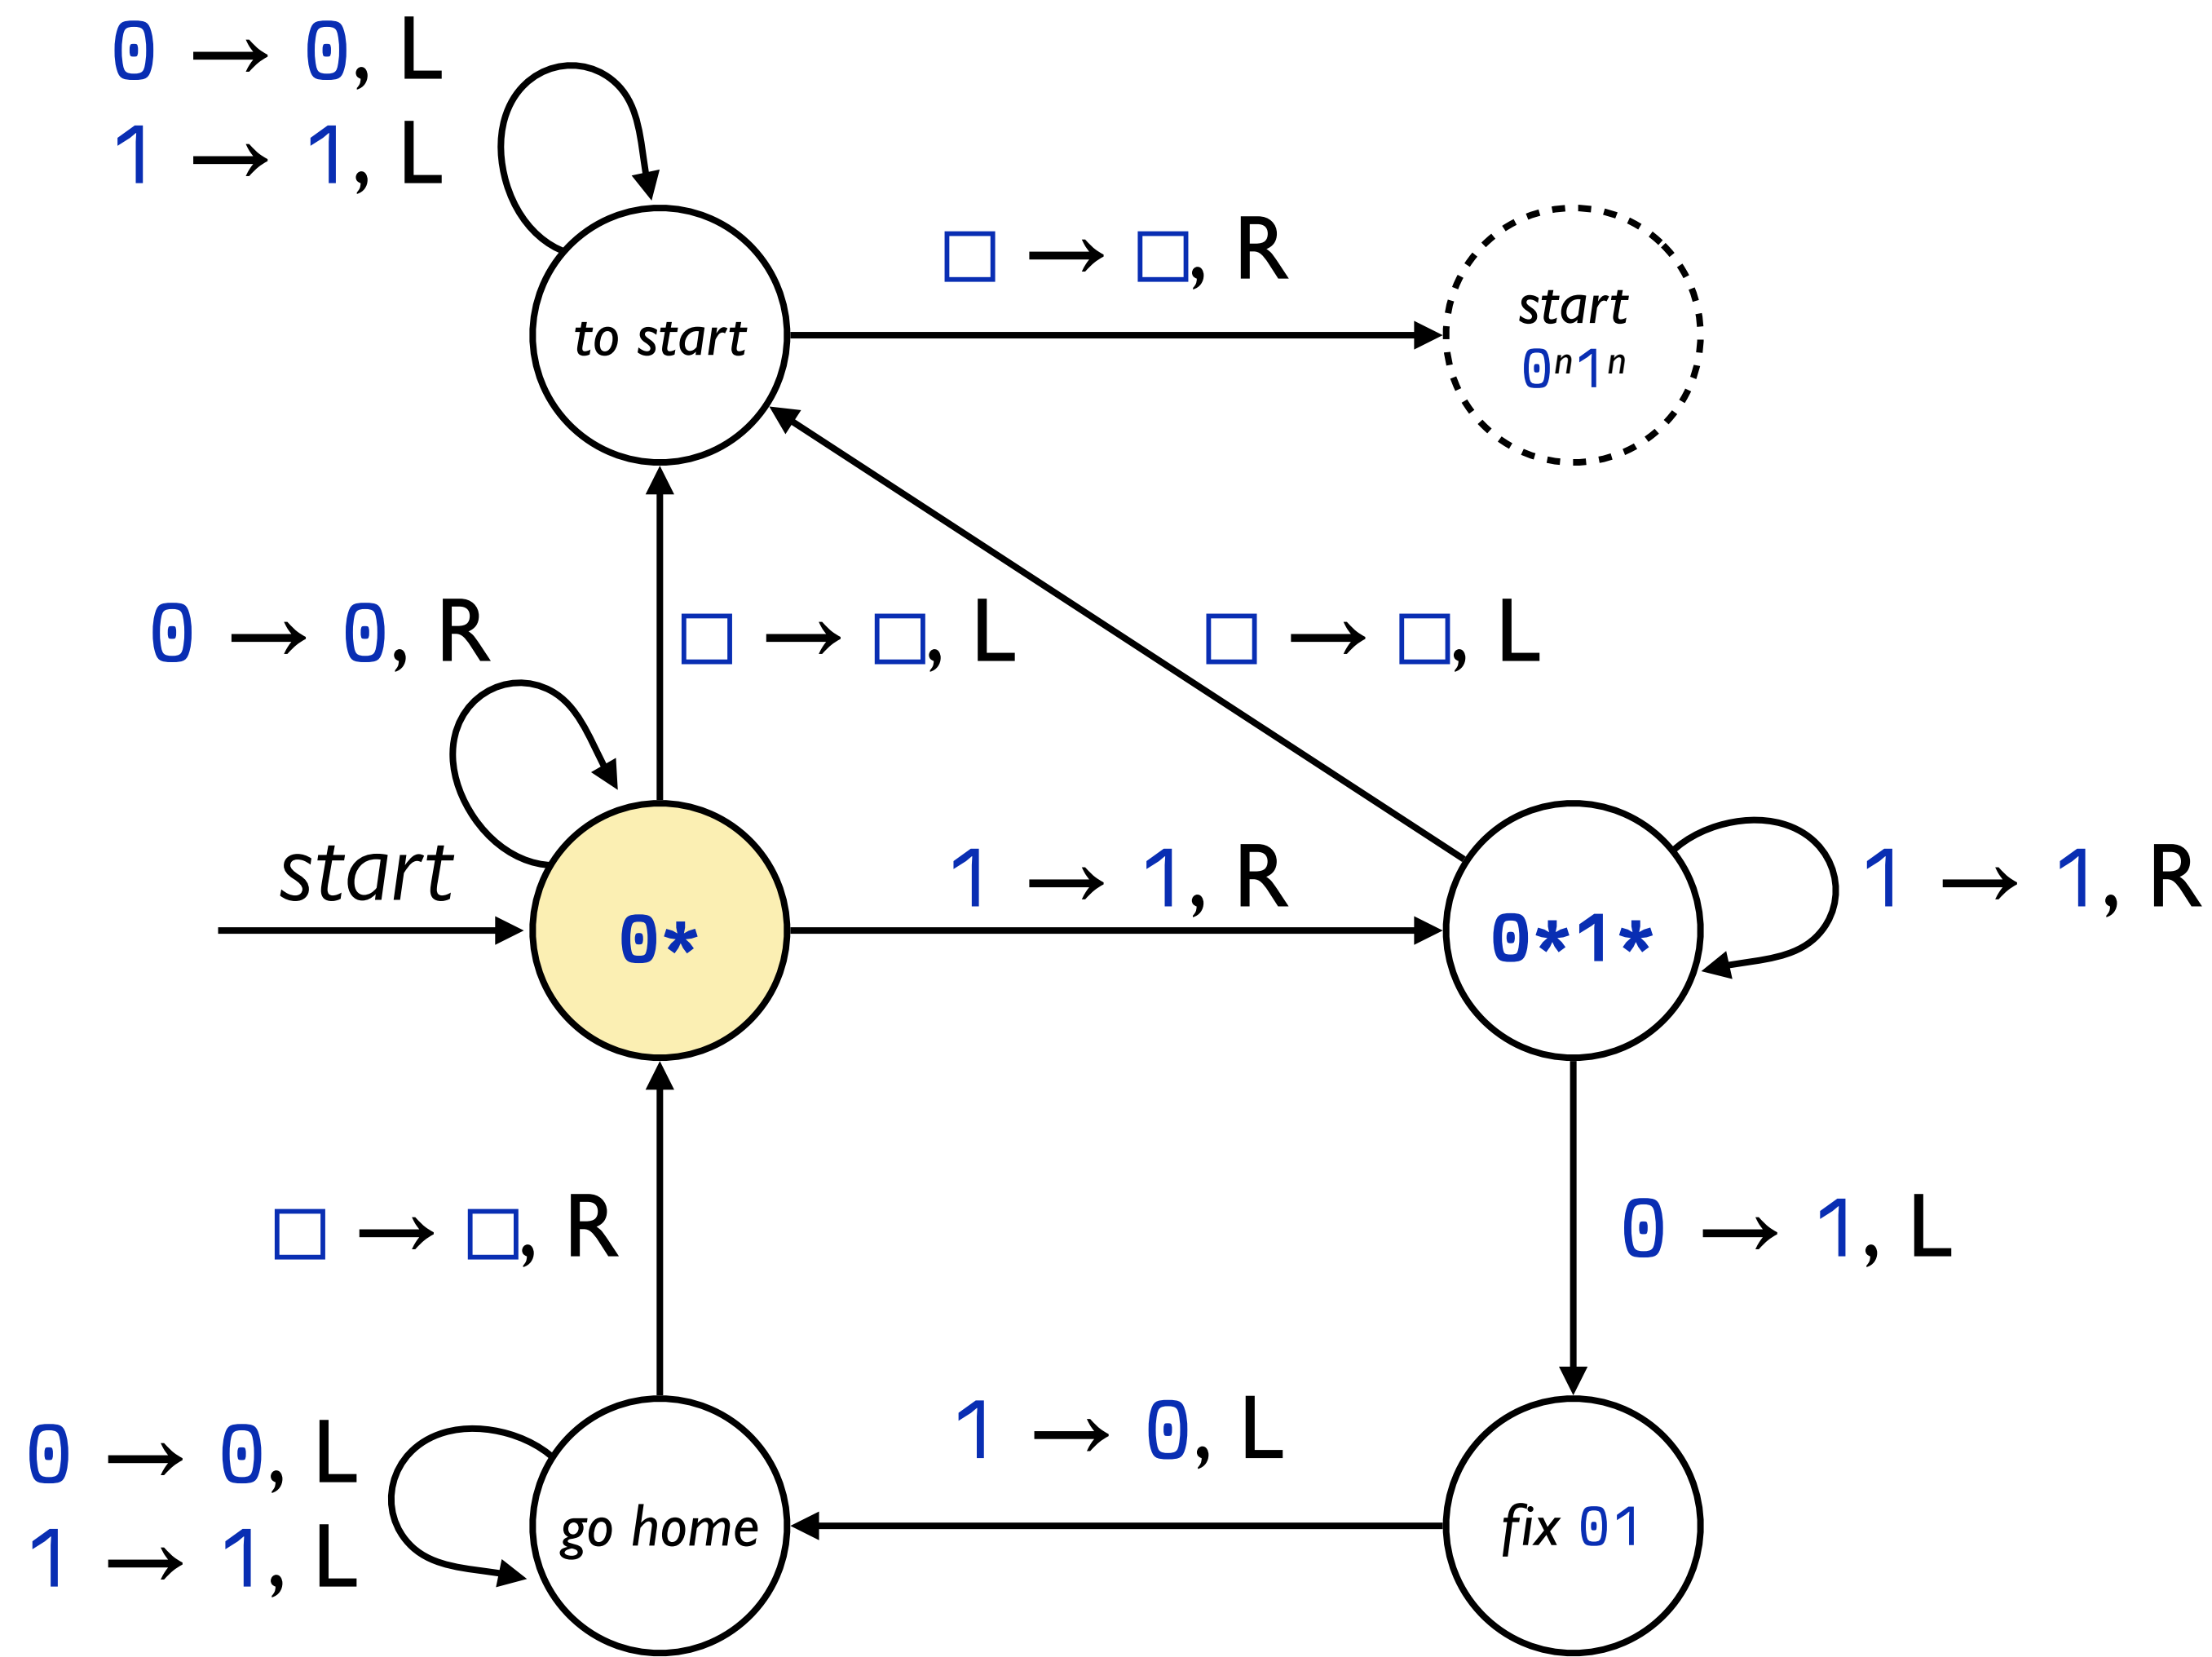 0 → 0, L
1 → 1, L
□ → □, R
to start
start
0ⁿ1ⁿ
0 → 0, R
□ → □, L
□ → □, L
start
1 → 1, R
1 → 1, R
0*
0*1*
□ → □, R
0 → 1, L
0 → 0, L
1 → 1, L
1 → 0, L
go home
fix 01